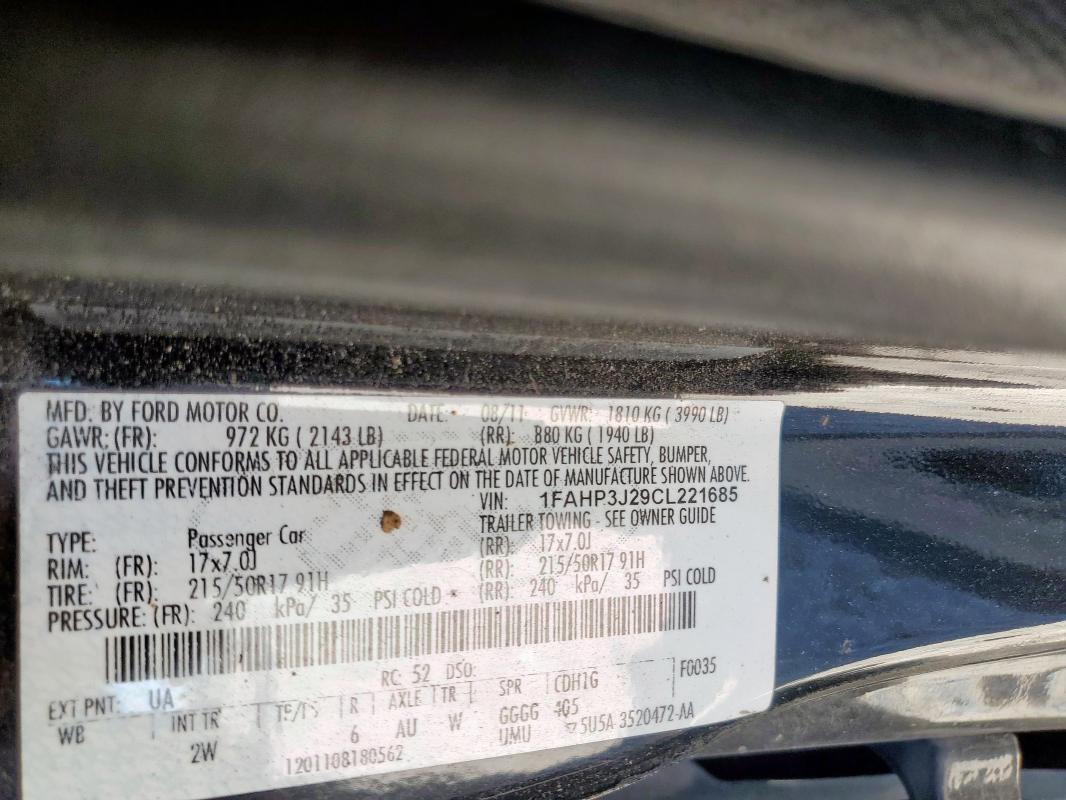 MFD. BY FORD MOTOR CO. DATE: 08/11 GVWR: 1810 KG ( 3990 LB)
GAWR: (FR): 972 KG ( 2143 LB) (RR): 880 KG ( 1940 LB)
THIS VEHICLE CONFORMS TO ALL APPLICABLE FEDERAL MOTOR VEHICLE SAFETY, BUMPER,
AND THEFT PREVENTION STANDARDS IN EFFECT ON THE DATE OF MANUFACTURE SHOWN ABOVE.
VIN: 1FAHP3J29CL221685
TYPE: Passenger Car TRAILER TOWING - SEE OWNER GUIDE
RIM: (FR): 17x7.0J (RR): 17x7.0J
TIRE: (FR): 215/50R17 91H (RR): 215/50R17 91H
PRESSURE: (FR): 240 kPa/ 35 PSI COLD (RR): 240 kPa/ 35 PSI COLD
EXT PNT: UA RC: 52 DSO: F0035
WB INT TR R AXLE TR SPR CDH1G
2W 6 AU W GGGG 4G5
1201108180562 UMU 5U5A 3520472-AA